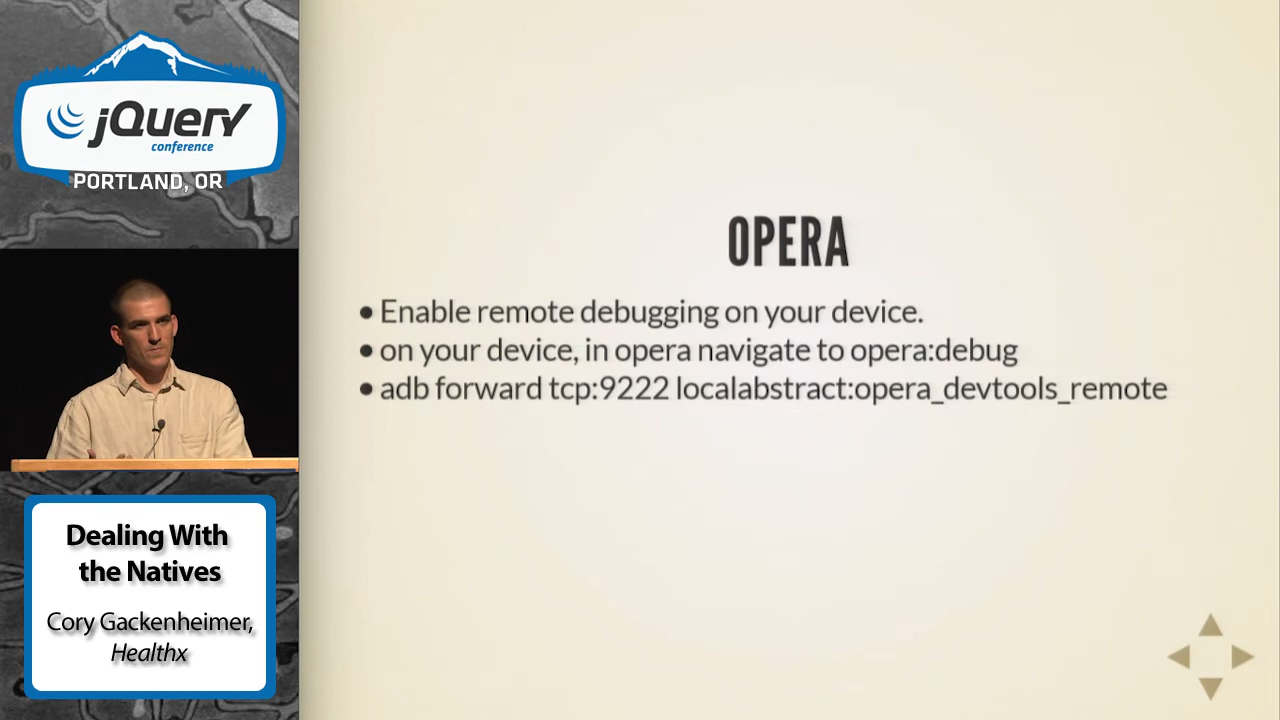 jQuery
conference
PORTLAND, OR
OPERA
• Enable remote debugging on your device.
• on your device, in opera navigate to opera:debug
• adb forward tcp:9222 localabstract:opera_devtools_remote
Dealing With
the Natives
Cory Gackenheimer,
Healthx